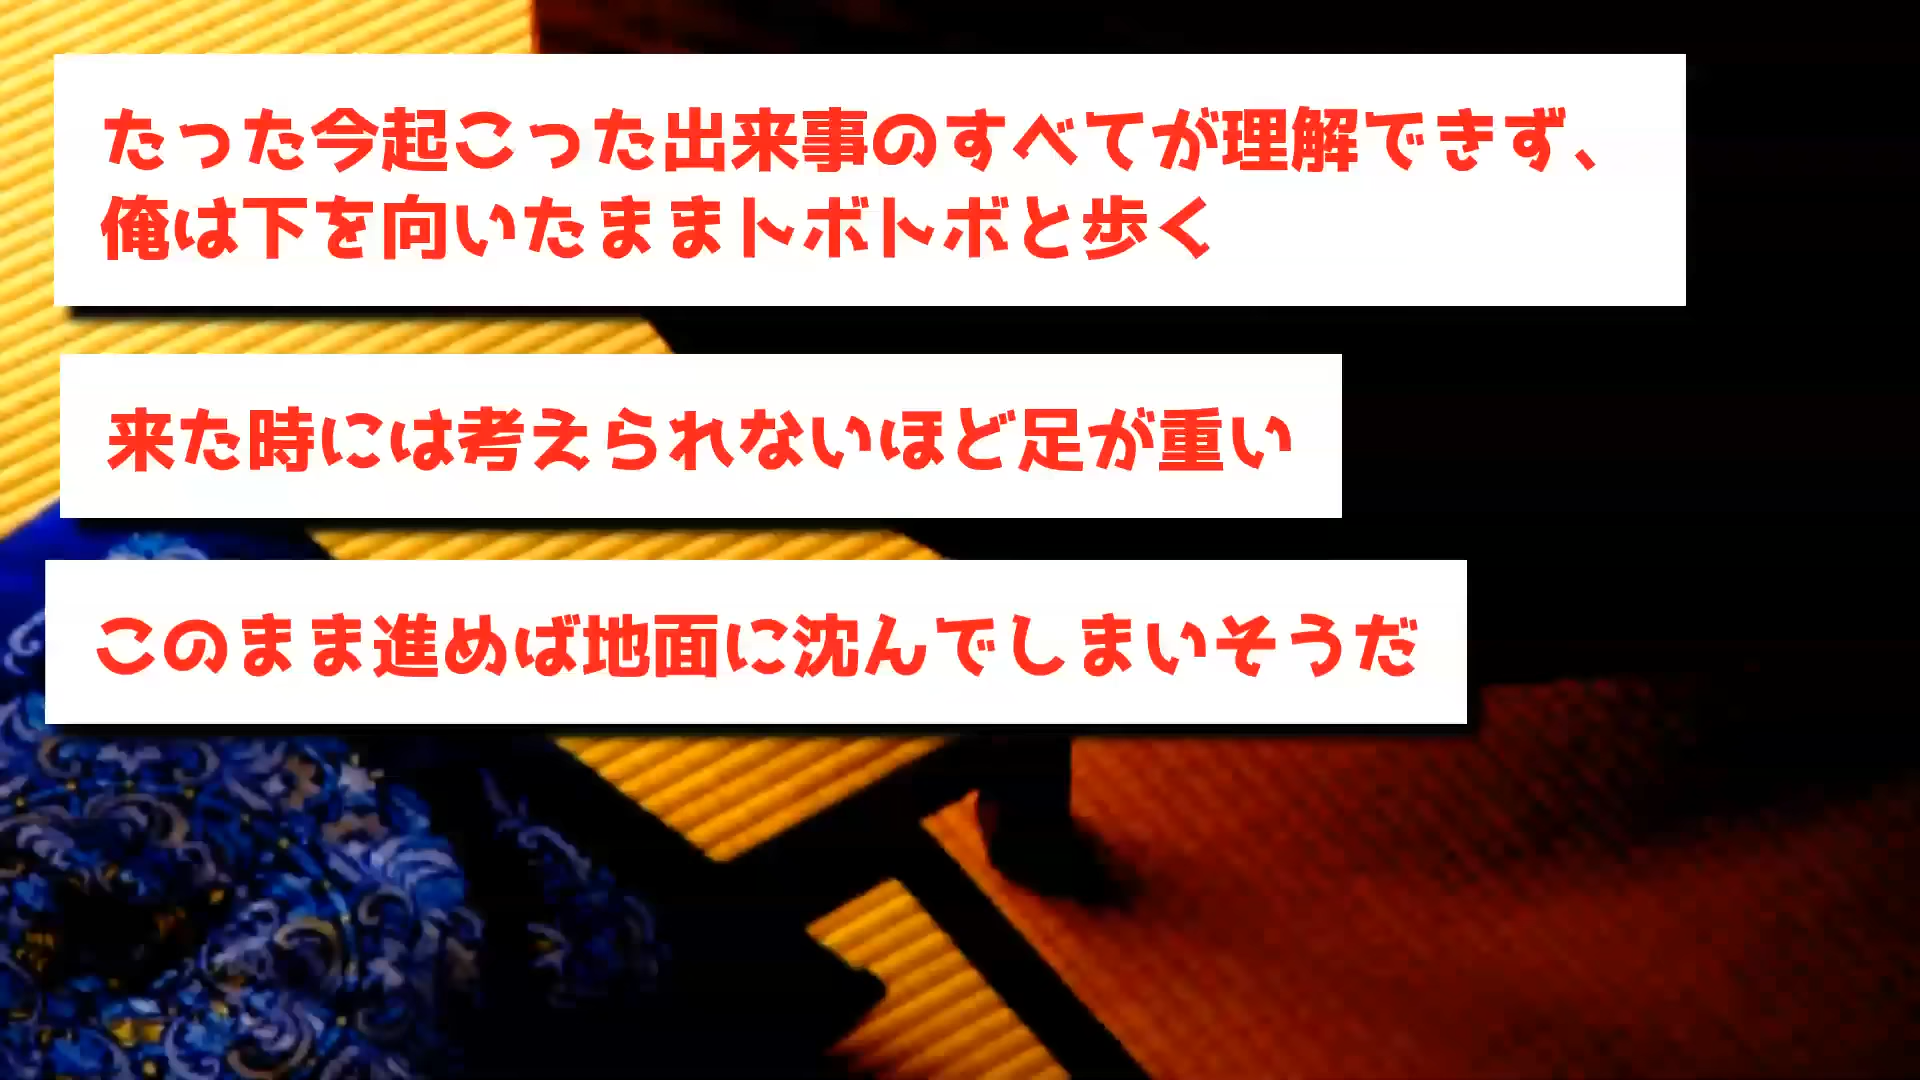 たった今起こった出来事のすべてが理解できず、
俺は下を向いたままトボトボと歩く
来た時には考えられないほど足が重い
このまま進めば地面に沈んでしまいそうだ